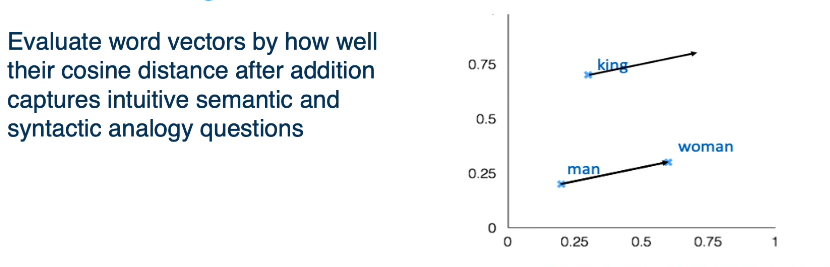 Evaluate word vectors by how well
their cosine distance after addition
captures intuitive semantic and
syntactic analogy questions
0.75
king
0.5
woman
0.25
man
0
0
0.25
0.5
0.75
1